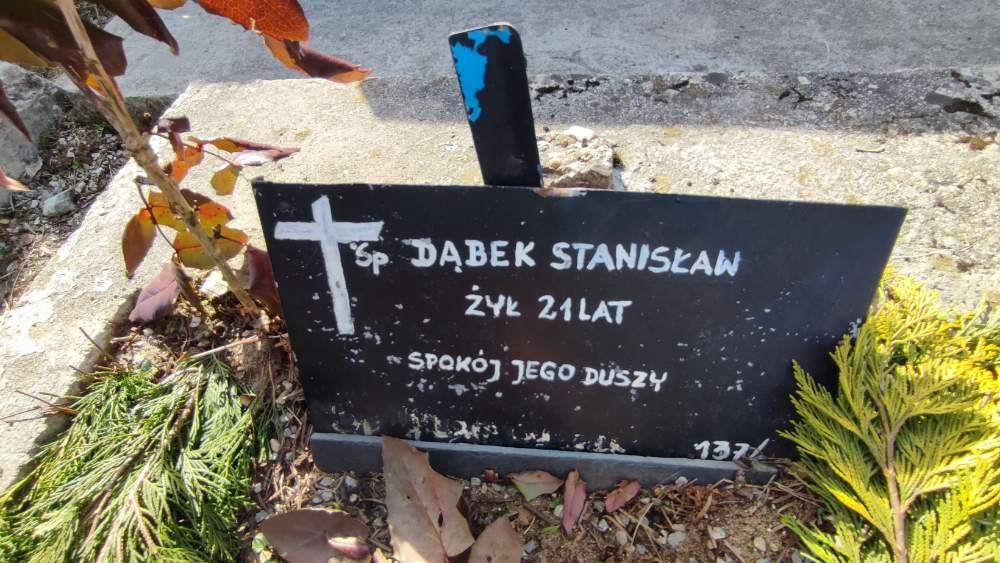 Śp DĄBEK STANISŁAW
ŻYŁ 21 LAT
SPOKÓJ JEGO DUSZY
137/